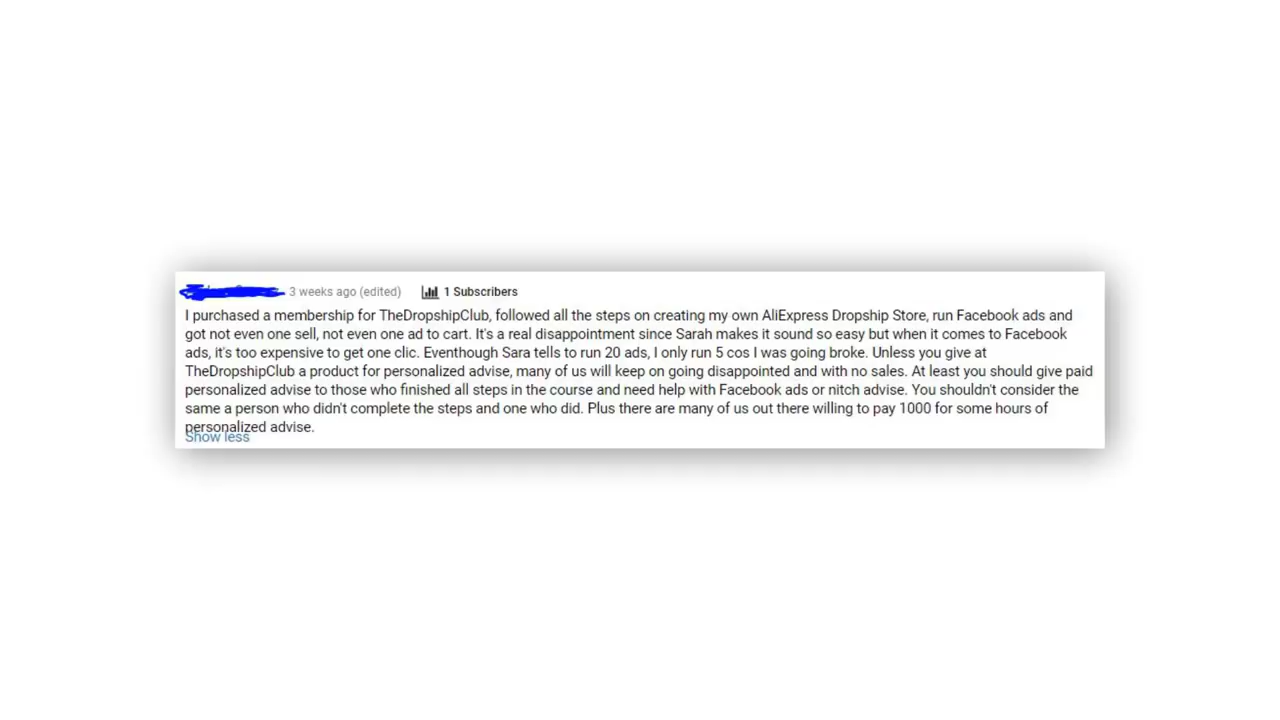 3 weeks ago (edited) 1 Subscribers
I purchased a membership for TheDropshipClub, followed all the steps on creating my own AliExpress Dropship Store, run Facebook ads and
got not even one sell, not even one ad to cart. It's a real disappointment since Sarah makes it sound so easy but when it comes to Facebook
ads, it's too expensive to get one clic. Eventhough Sara tells to run 20 ads, I only run 5 cos I was going broke. Unless you give at
TheDropshipClub a product for personalized advise, many of us will keep on going disappointed and with no sales. At least you should give paid
personalized advise to those who finished all steps in the course and need help with Facebook ads or nitch advise. You shouldn't consider the
same a person who didn't complete the steps and one who did. Plus there are many of us out there willing to pay 1000 for some hours of
personalized advise.
Show less